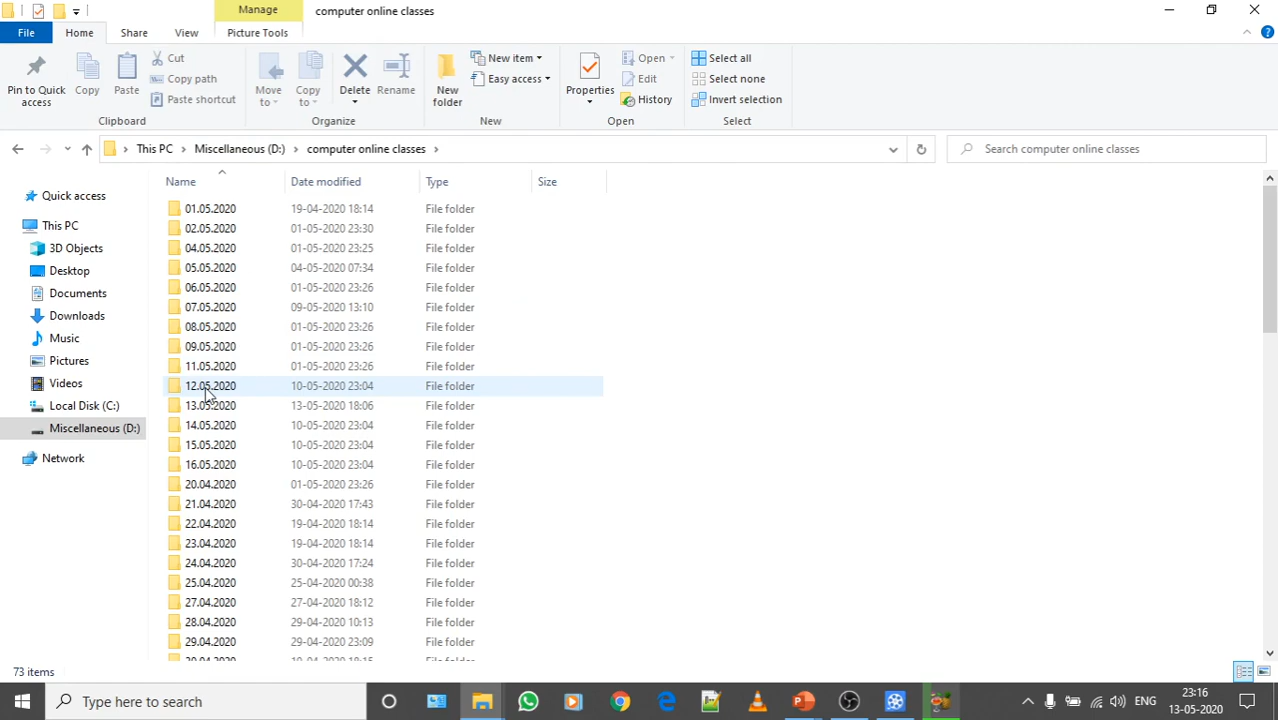 Manage computer online classes
File Home Share View Picture Tools
Pin to Quick access Copy Paste Cut Copy path Paste shortcut Move to Copy to Delete Rename New folder New item Easy access Properties Open Edit History Select all Select none Invert selection
Clipboard Organize New Open Select
This PC Miscellaneous (D:) computer online classes Search computer online classes
Name Date modified Type Size
Quick access
This PC
3D Objects
Desktop
Documents
Downloads
Music
Pictures
Videos
Local Disk (C:)
Miscellaneous (D:)
Network
01.05.2020 19-04-2020 18:14 File folder
02.05.2020 01-05-2020 23:30 File folder
04.05.2020 01-05-2020 23:25 File folder
05.05.2020 04-05-2020 07:34 File folder
06.05.2020 01-05-2020 23:26 File folder
07.05.2020 09-05-2020 13:10 File folder
08.05.2020 01-05-2020 23:26 File folder
09.05.2020 01-05-2020 23:26 File folder
11.05.2020 01-05-2020 23:26 File folder
12.05.2020 10-05-2020 23:04 File folder
13.05.2020 13-05-2020 18:06 File folder
14.05.2020 10-05-2020 23:04 File folder
15.05.2020 10-05-2020 23:04 File folder
16.05.2020 10-05-2020 23:04 File folder
20.04.2020 01-05-2020 23:26 File folder
21.04.2020 30-04-2020 17:43 File folder
22.04.2020 19-04-2020 18:14 File folder
23.04.2020 19-04-2020 18:14 File folder
24.04.2020 30-04-2020 17:24 File folder
25.04.2020 25-04-2020 00:38 File folder
27.04.2020 27-04-2020 18:12 File folder
28.04.2020 29-04-2020 10:13 File folder
29.04.2020 29-04-2020 23:09 File folder
73 items
Type here to search ENG 23:16
13-05-2020